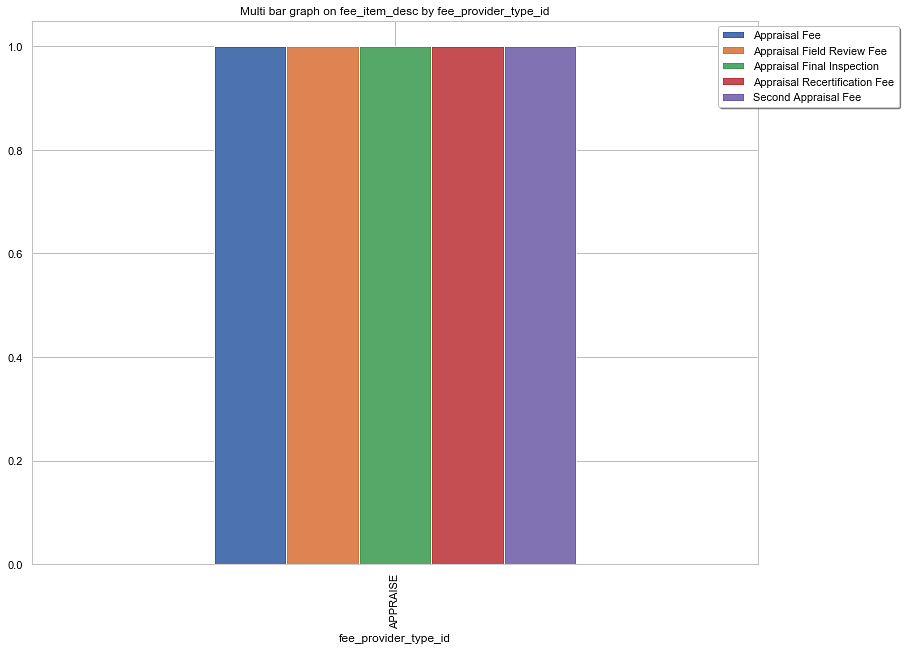 Multi bar graph on fee_item_desc by fee_provider_type_id
Appraisal Fee
Appraisal Field Review Fee
Appraisal Final Inspection
Appraisal Recertification Fee
Second Appraisal Fee
1.0
0.8
0.6
0.4
0.2
0.0
APPRAISE
fee_provider_type_id